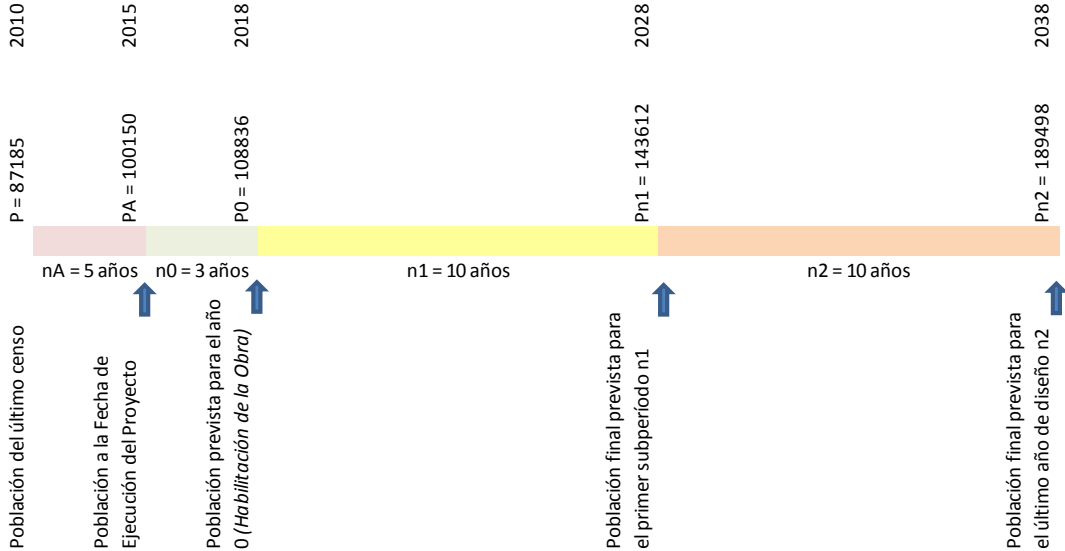 2010
2015
2018
2028
2038
P = 87185
PA = 100150
P0 = 108836
Pn1 = 143612
Pn2 = 189498
nA = 5 años
n0 = 3 años
n1 = 10 años
n2 = 10 años
Población del último censo
Población a la Fecha de
Ejecución del Proyecto
Población prevista para el año
0 (Habilitación de la Obra)
Población final prevista para
el primer subperíodo n1
Población final prevista para
el último año de diseño n2